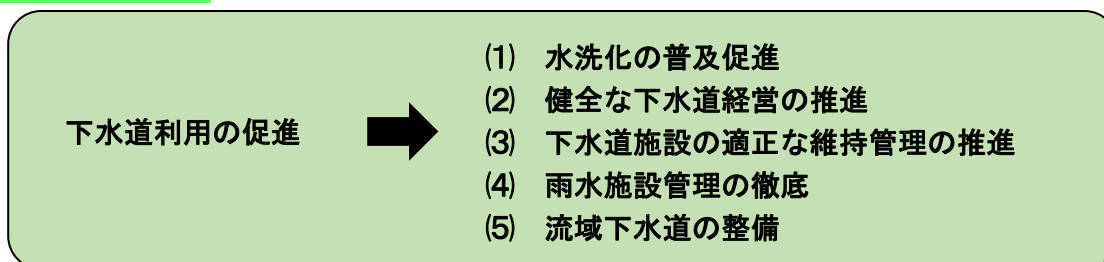 下水道利用の促進
⑴　水洗化の普及促進
⑵　健全な下水道経営の推進
⑶　下水道施設の適正な維持管理の推進
⑷　雨水施設管理の徹底
⑸　流域下水道の整備